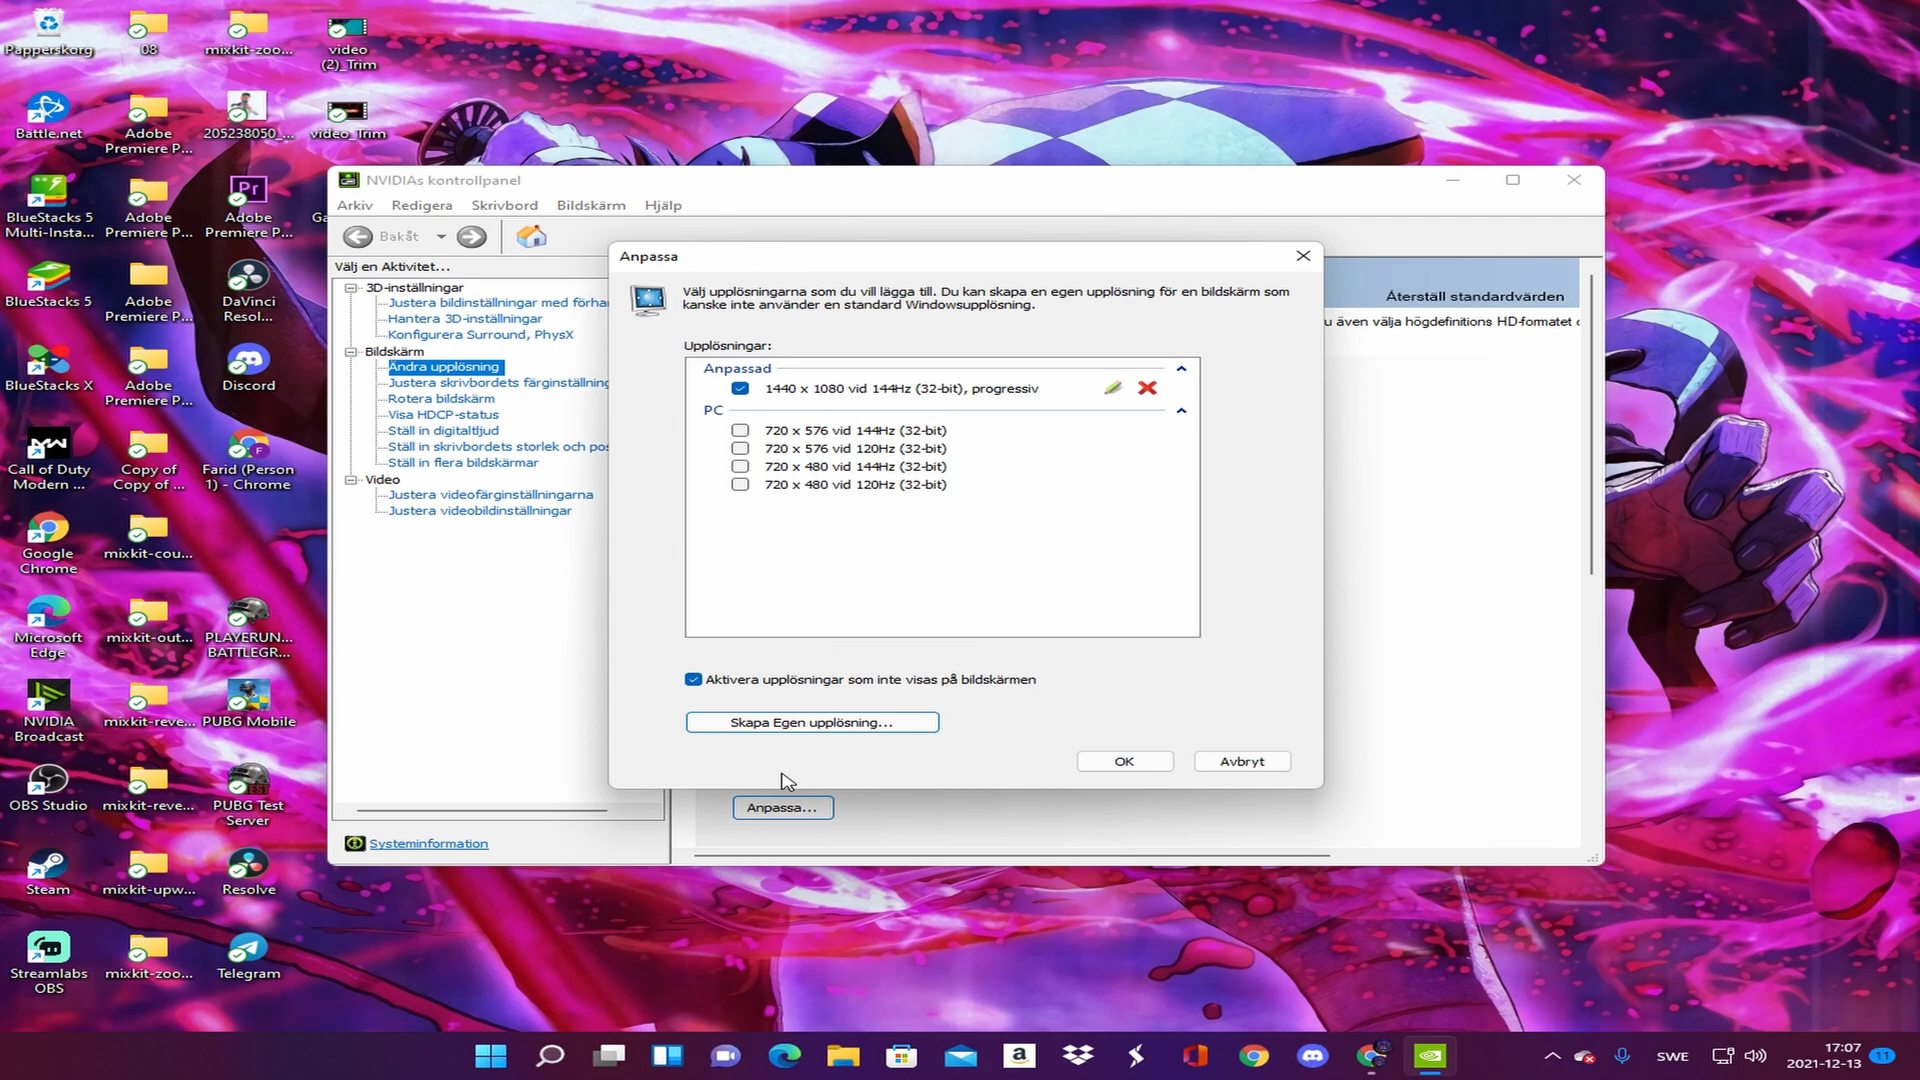 Papperskorg
08
mixkit-zoo...
video
(2)_Trim
Battle.net
Adobe
Premiere P...
205238050_...
video_Trim
BlueStacks 5
Multi-Insta...
Adobe
Premiere P...
Pr
Adobe
Premiere P...
Ga
BlueStacks 5
Adobe
Premiere P...
DaVinci
Resol...
BlueStacks X
Adobe
Premiere P...
Discord
Call of Duty
Modern ...
Copy of
Copy of ...
Farid (Person
1) - Chrome
Google
Chrome
mixkit-cou...
Microsoft
Edge
mixkit-out...
PLAYERUN...
BATTLEGR...
NVIDIA
Broadcast
mixkit-reve...
PUBG Mobile
OBS Studio
mixkit-reve...
PUBG Test
Server
Steam
mixkit-upw...
Resolve
Streamlabs
OBS
mixkit-zoo...
Telegram
NVIDIAs kontrollpanel
Arkiv Redigera Skrivbord Bildskärm Hjälp
Bakåt
Välj en Aktivitet...
3D-inställningar
Justera bildinställningar med förha
Hantera 3D-inställningar
Konfigurera Surround, PhysX
Bildskärm
Ändra upplösning
Justera skrivbordets färginställning
Rotera bildskärm
Visa HDCP-status
Ställ in digitaltljud
Ställ in skrivbordets storlek och pos
Ställ in flera bildskärmar
Video
Justera videofärginställningarna
Justera videobildinställningar
Systeminformation
Återställ standardvärden
u även välja högdefinitions HD-formatet
Anpassa
Välj upplösningarna som du vill lägga till. Du kan skapa en egen upplösning för en bildskärm som
kanske inte använder en standard Windowsupplösning.
Upplösningar:
Anpassad
1440 x 1080 vid 144Hz (32-bit), progressiv
PC
720 x 576 vid 144Hz (32-bit)
720 x 576 vid 120Hz (32-bit)
720 x 480 vid 144Hz (32-bit)
720 x 480 vid 120Hz (32-bit)
Aktivera upplösningar som inte visas på bildskärmen
Skapa Egen upplösning...
OK
Avbryt
Anpassa...
SWE
17:07
2021-12-13
11